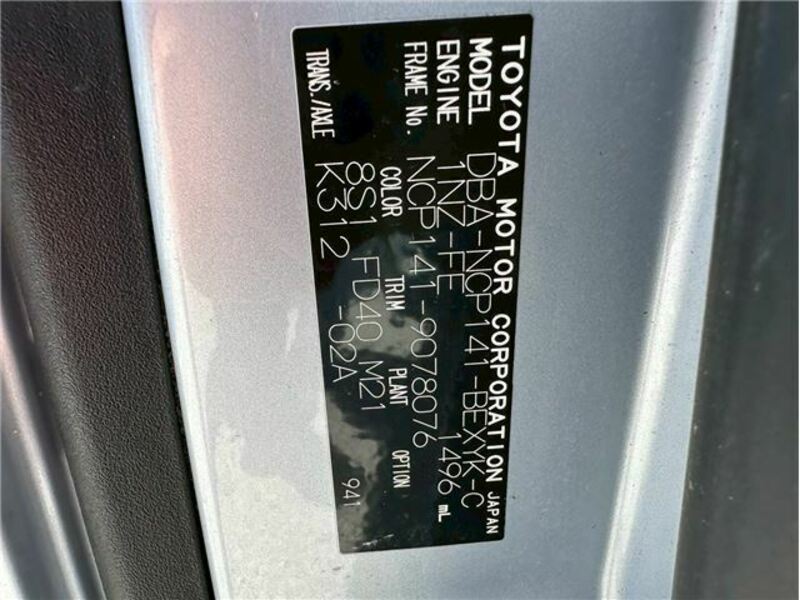 TOYOTA MOTOR CORPORATION JAPAN
MODEL DBA-NCP141-BEXYK-C
ENGINE 1NZ-FE 1496 mL
FRAME No. NCP141-9078076
COLOR TRIM PLANT OPTION
8S1 FD40 M21
TRANS./AXLE K312 -02A 941